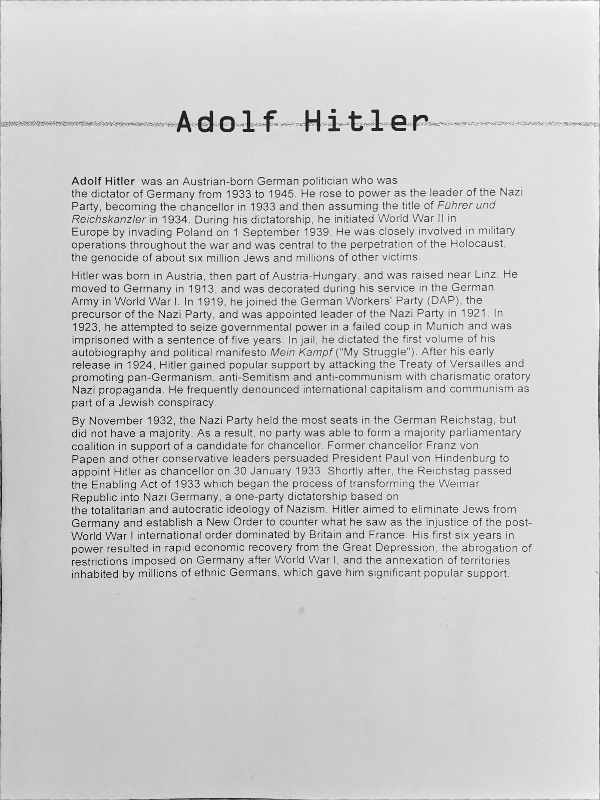 Adolf Hitler
Adolf Hitler was an Austrian-born German politician who was
the dictator of Germany from 1933 to 1945. He rose to power as the leader of the Nazi
Party, becoming the chancellor in 1933 and then assuming the title of Führer und
Reichskanzler in 1934. During his dictatorship, he initiated World War II in
Europe by invading Poland on 1 September 1939. He was closely involved in military
operations throughout the war and was central to the perpetration of the Holocaust,
the genocide of about six million Jews and millions of other victims.
Hitler was born in Austria, then part of Austria-Hungary, and was raised near Linz. He
moved to Germany in 1913, and was decorated during his service in the German
Army in World War I. In 1919, he joined the German Workers' Party (DAP), the
precursor of the Nazi Party, and was appointed leader of the Nazi Party in 1921. In
1923, he attempted to seize governmental power in a failed coup in Munich and was
imprisoned with a sentence of five years. In jail, he dictated the first volume of his
autobiography and political manifesto Mein Kampf ("My Struggle"). After his early
release in 1924, Hitler gained popular support by attacking the Treaty of Versailles and
promoting pan-Germanism, anti-Semitism and anti-communism with charismatic oratory
Nazi propaganda. He frequently denounced international capitalism and communism as
part of a Jewish conspiracy.
By November 1932, the Nazi Party held the most seats in the German Reichstag, but
did not have a majority. As a result, no party was able to form a majority parliamentary
coalition in support of a candidate for chancellor. Former chancellor Franz von
Papen and other conservative leaders persuaded President Paul von Hindenburg to
appoint Hitler as chancellor on 30 January 1933. Shortly after, the Reichstag passed
the Enabling Act of 1933 which began the process of transforming the Weimar
Republic into Nazi Germany, a one-party dictatorship based on
the totalitarian and autocratic ideology of Nazism. Hitler aimed to eliminate Jews from
Germany and establish a New Order to counter what he saw as the injustice of the post-
World War I international order dominated by Britain and France. His first six years in
power resulted in rapid economic recovery from the Great Depression, the abrogation of
restrictions imposed on Germany after World War I, and the annexation of territories
inhabited by millions of ethnic Germans, which gave him significant popular support.